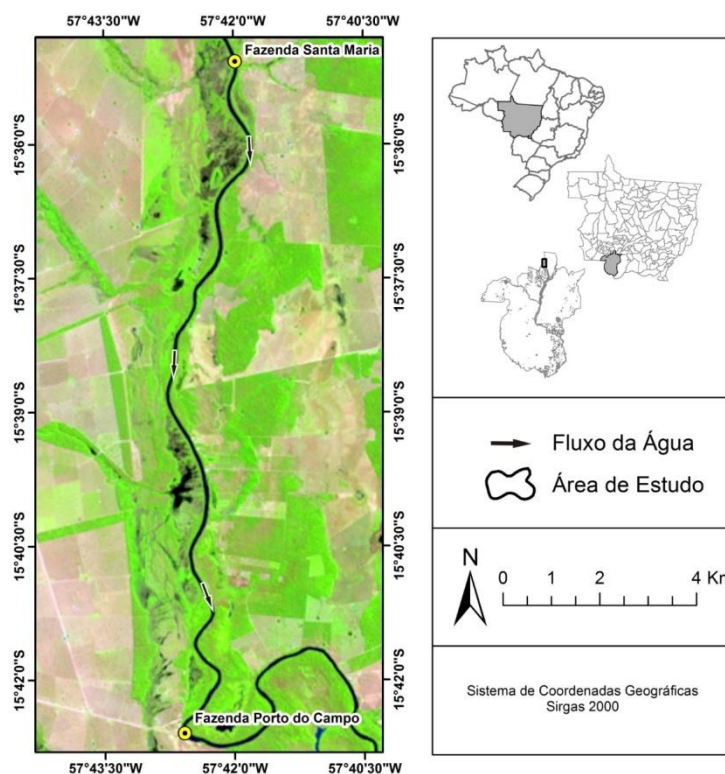 57°43'30"W 57°42'0"W 57°40'30"W
Fazenda Santa Maria
15°36'0"S 15°36'0"S
15°37'30"S 15°37'30"S
15°39'0"S 15°39'0"S
15°40'30"S 15°40'30"S
15°42'0"S 15°42'0"S
Fazenda Porto do Campo
57°43'30"W 57°42'0"W 57°40'30"W
Fluxo da Água
Área de Estudo
N
0 1 2 4 Km
Sistema de Coordenadas Geográficas
Sirgas 2000